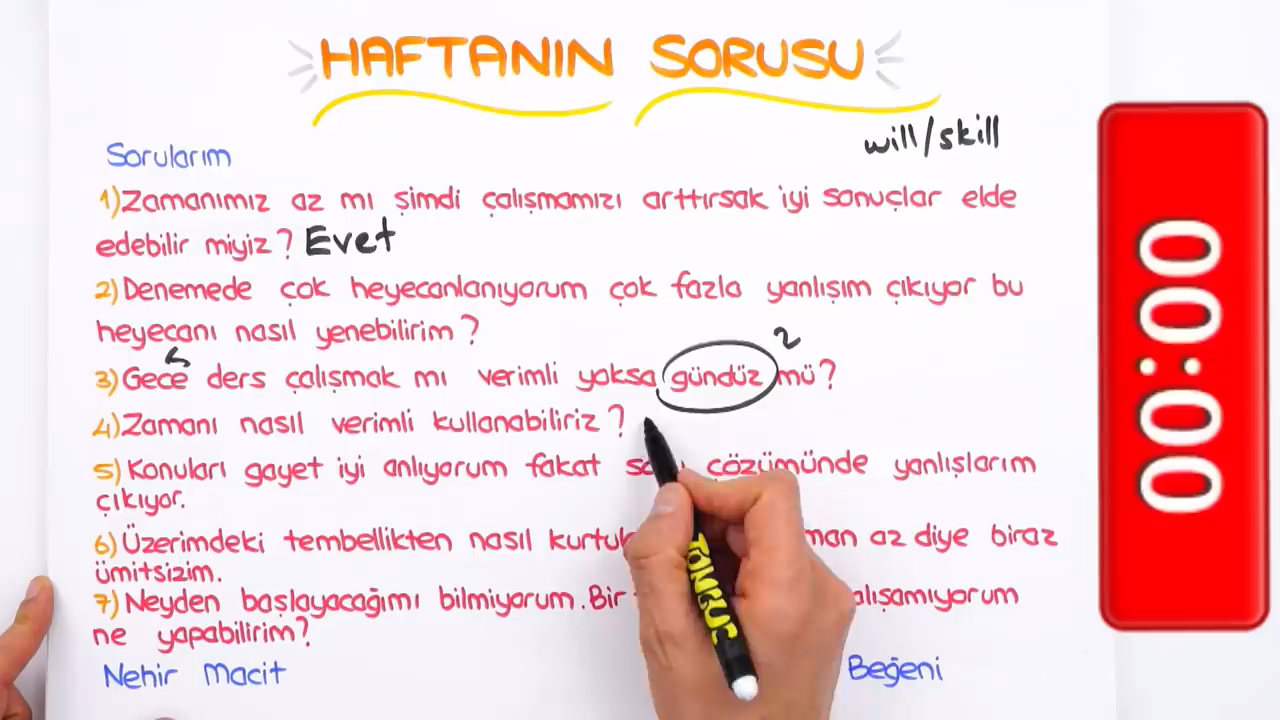 HAFTANIN SORUSU
will/skill
Sorularım
1)Zamanımız az mı şimdi çalışmamızı arttırsak iyi sonuçlar elde
edebilir miyiz? Evet
2)Denemede çok heyecanlanıyorum çok fazla yanlışım çıkıyor bu
heyecanı nasıl yenebilirim?
2
3)Gece ders çalışmak mı verimli yoksa gündüz mü?
4)Zamanı nasıl verimli kullanabiliriz?
5)Konuları gayet iyi anlıyorum fakat çözümünde yanlışlarım
çıkıyor.
6)Üzerimdeki tembellikten nasıl az diye biraz
ümitsizim.
7)Neyden başlayacağımı bilmiyorum. Bir
ne yapabilirim?
Nehir Macit
Beğeni
TONGUÇ
00:00